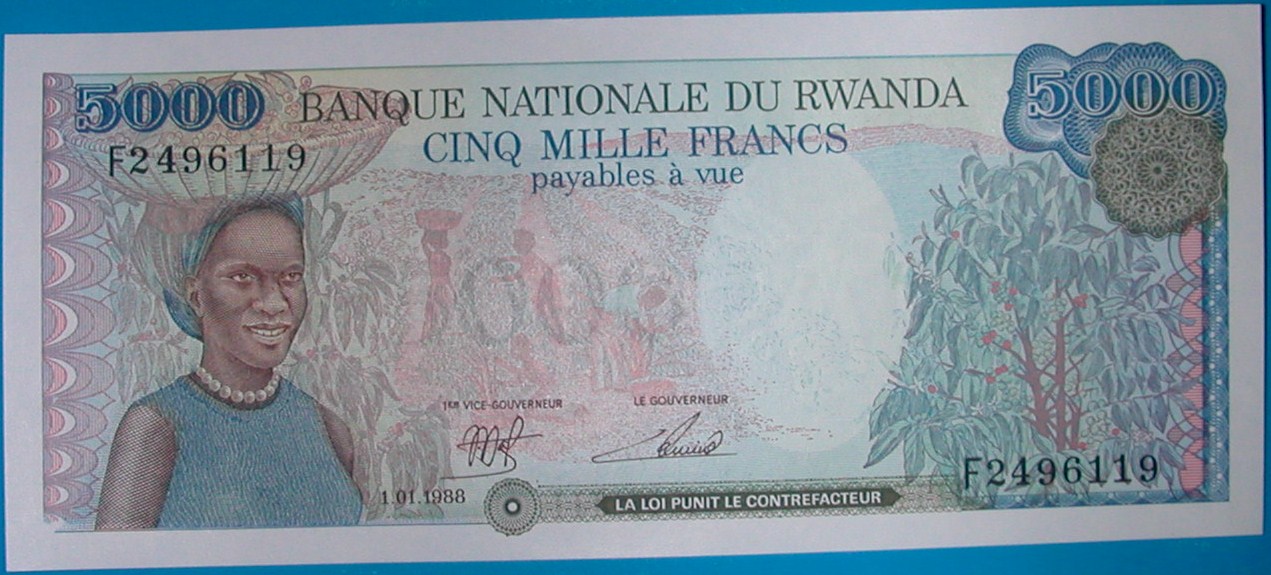 5000 BANQUE NATIONALE DU RWANDA 5000
F2496119 CINQ MILLE FRANCS
payables à vue
1ER VICE-GOUVERNEUR LE GOUVERNEUR
1.01.1988
LA LOI PUNIT LE CONTREFACTEUR
F2496119